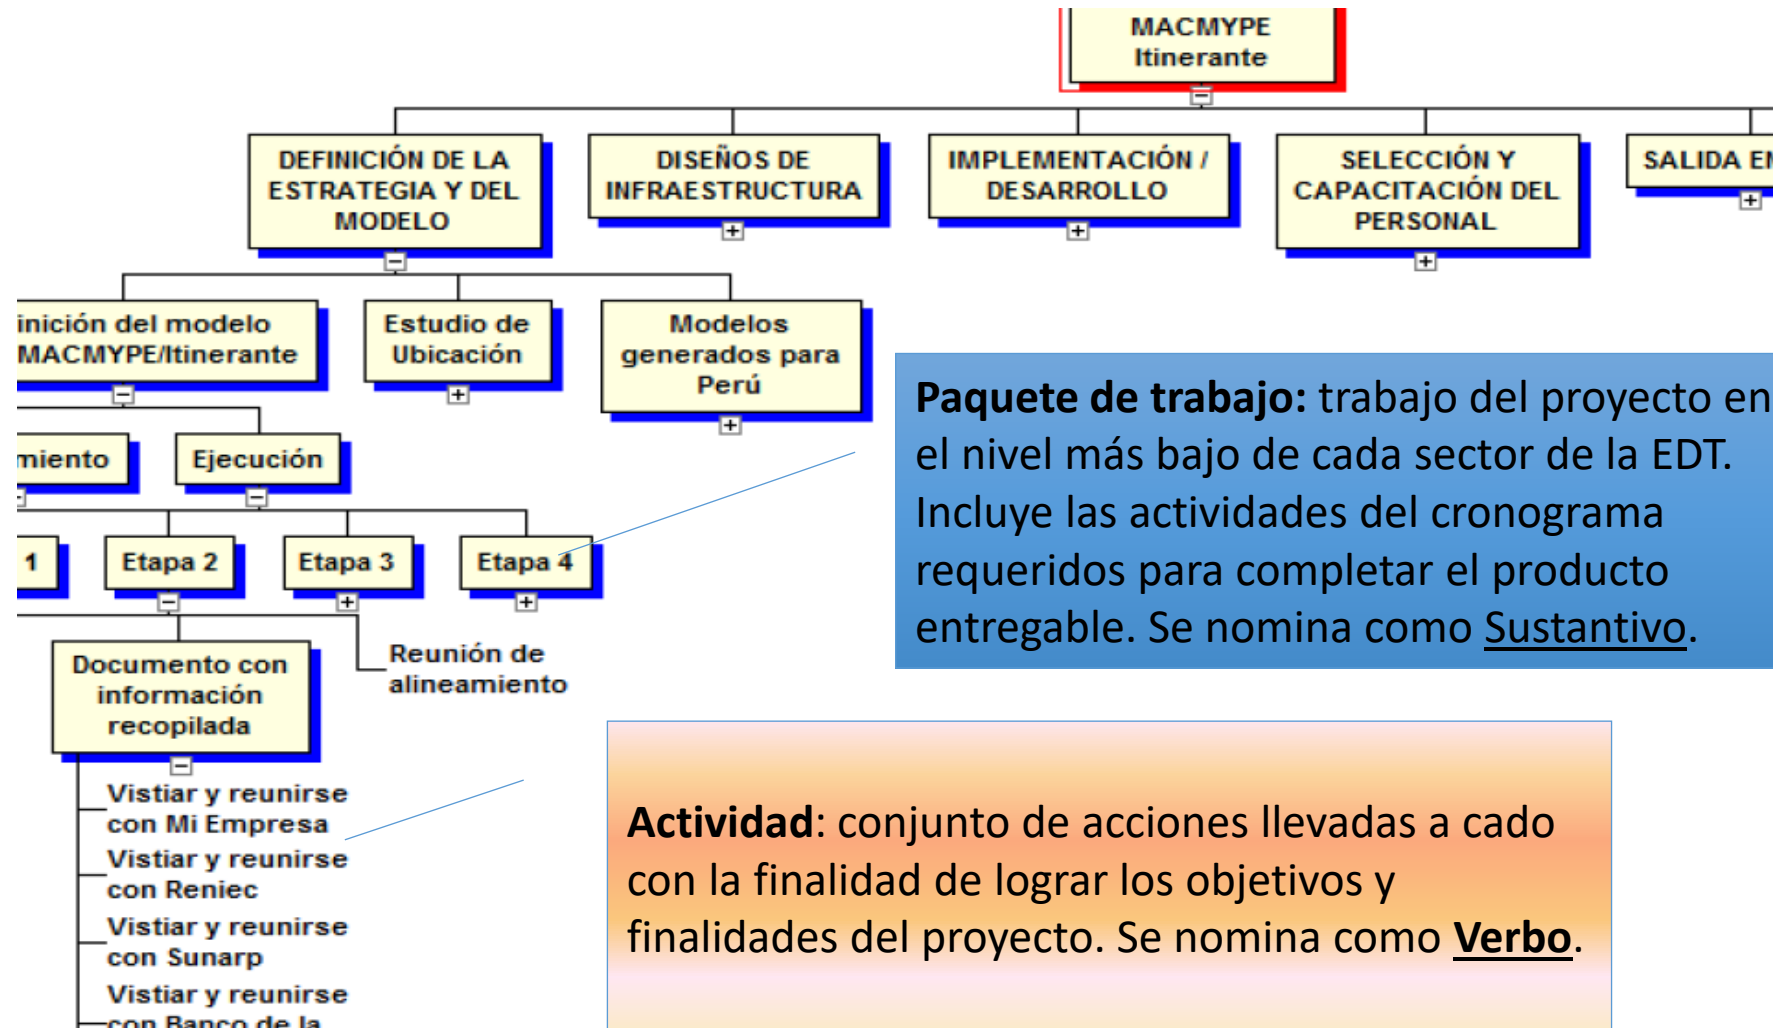 MACMYPE
Itinerante
DEFINICIÓN DE LA
ESTRATEGIA Y DEL
MODELO
DISEÑOS DE
INFRAESTRUCTURA
IMPLEMENTACIÓN /
DESARROLLO
SELECCIÓN Y
CAPACITACIÓN DEL
PERSONAL
SALIDA
inición del modelo
MACMYPE/Itinerante
Estudio de
Ubicación
Modelos
generados para
Perú
miento
Ejecución
1
Etapa 2
Etapa 3
Etapa 4
Documento con
información
recopilada
Reunión de
alineamiento
Vistiar y reunirse
con Mi Empresa
Vistiar y reunirse
con Reniec
Vistiar y reunirse
con Sunarp
Vistiar y reunirse
con Banco de la
Paquete de trabajo: trabajo del proyecto en
el nivel más bajo de cada sector de la EDT.
Incluye las actividades del cronograma
requeridos para completar el producto
entregable. Se nomina como Sustantivo.
Actividad: conjunto de acciones llevadas a cado
con la finalidad de lograr los objetivos y
finalidades del proyecto. Se nomina como Verbo.